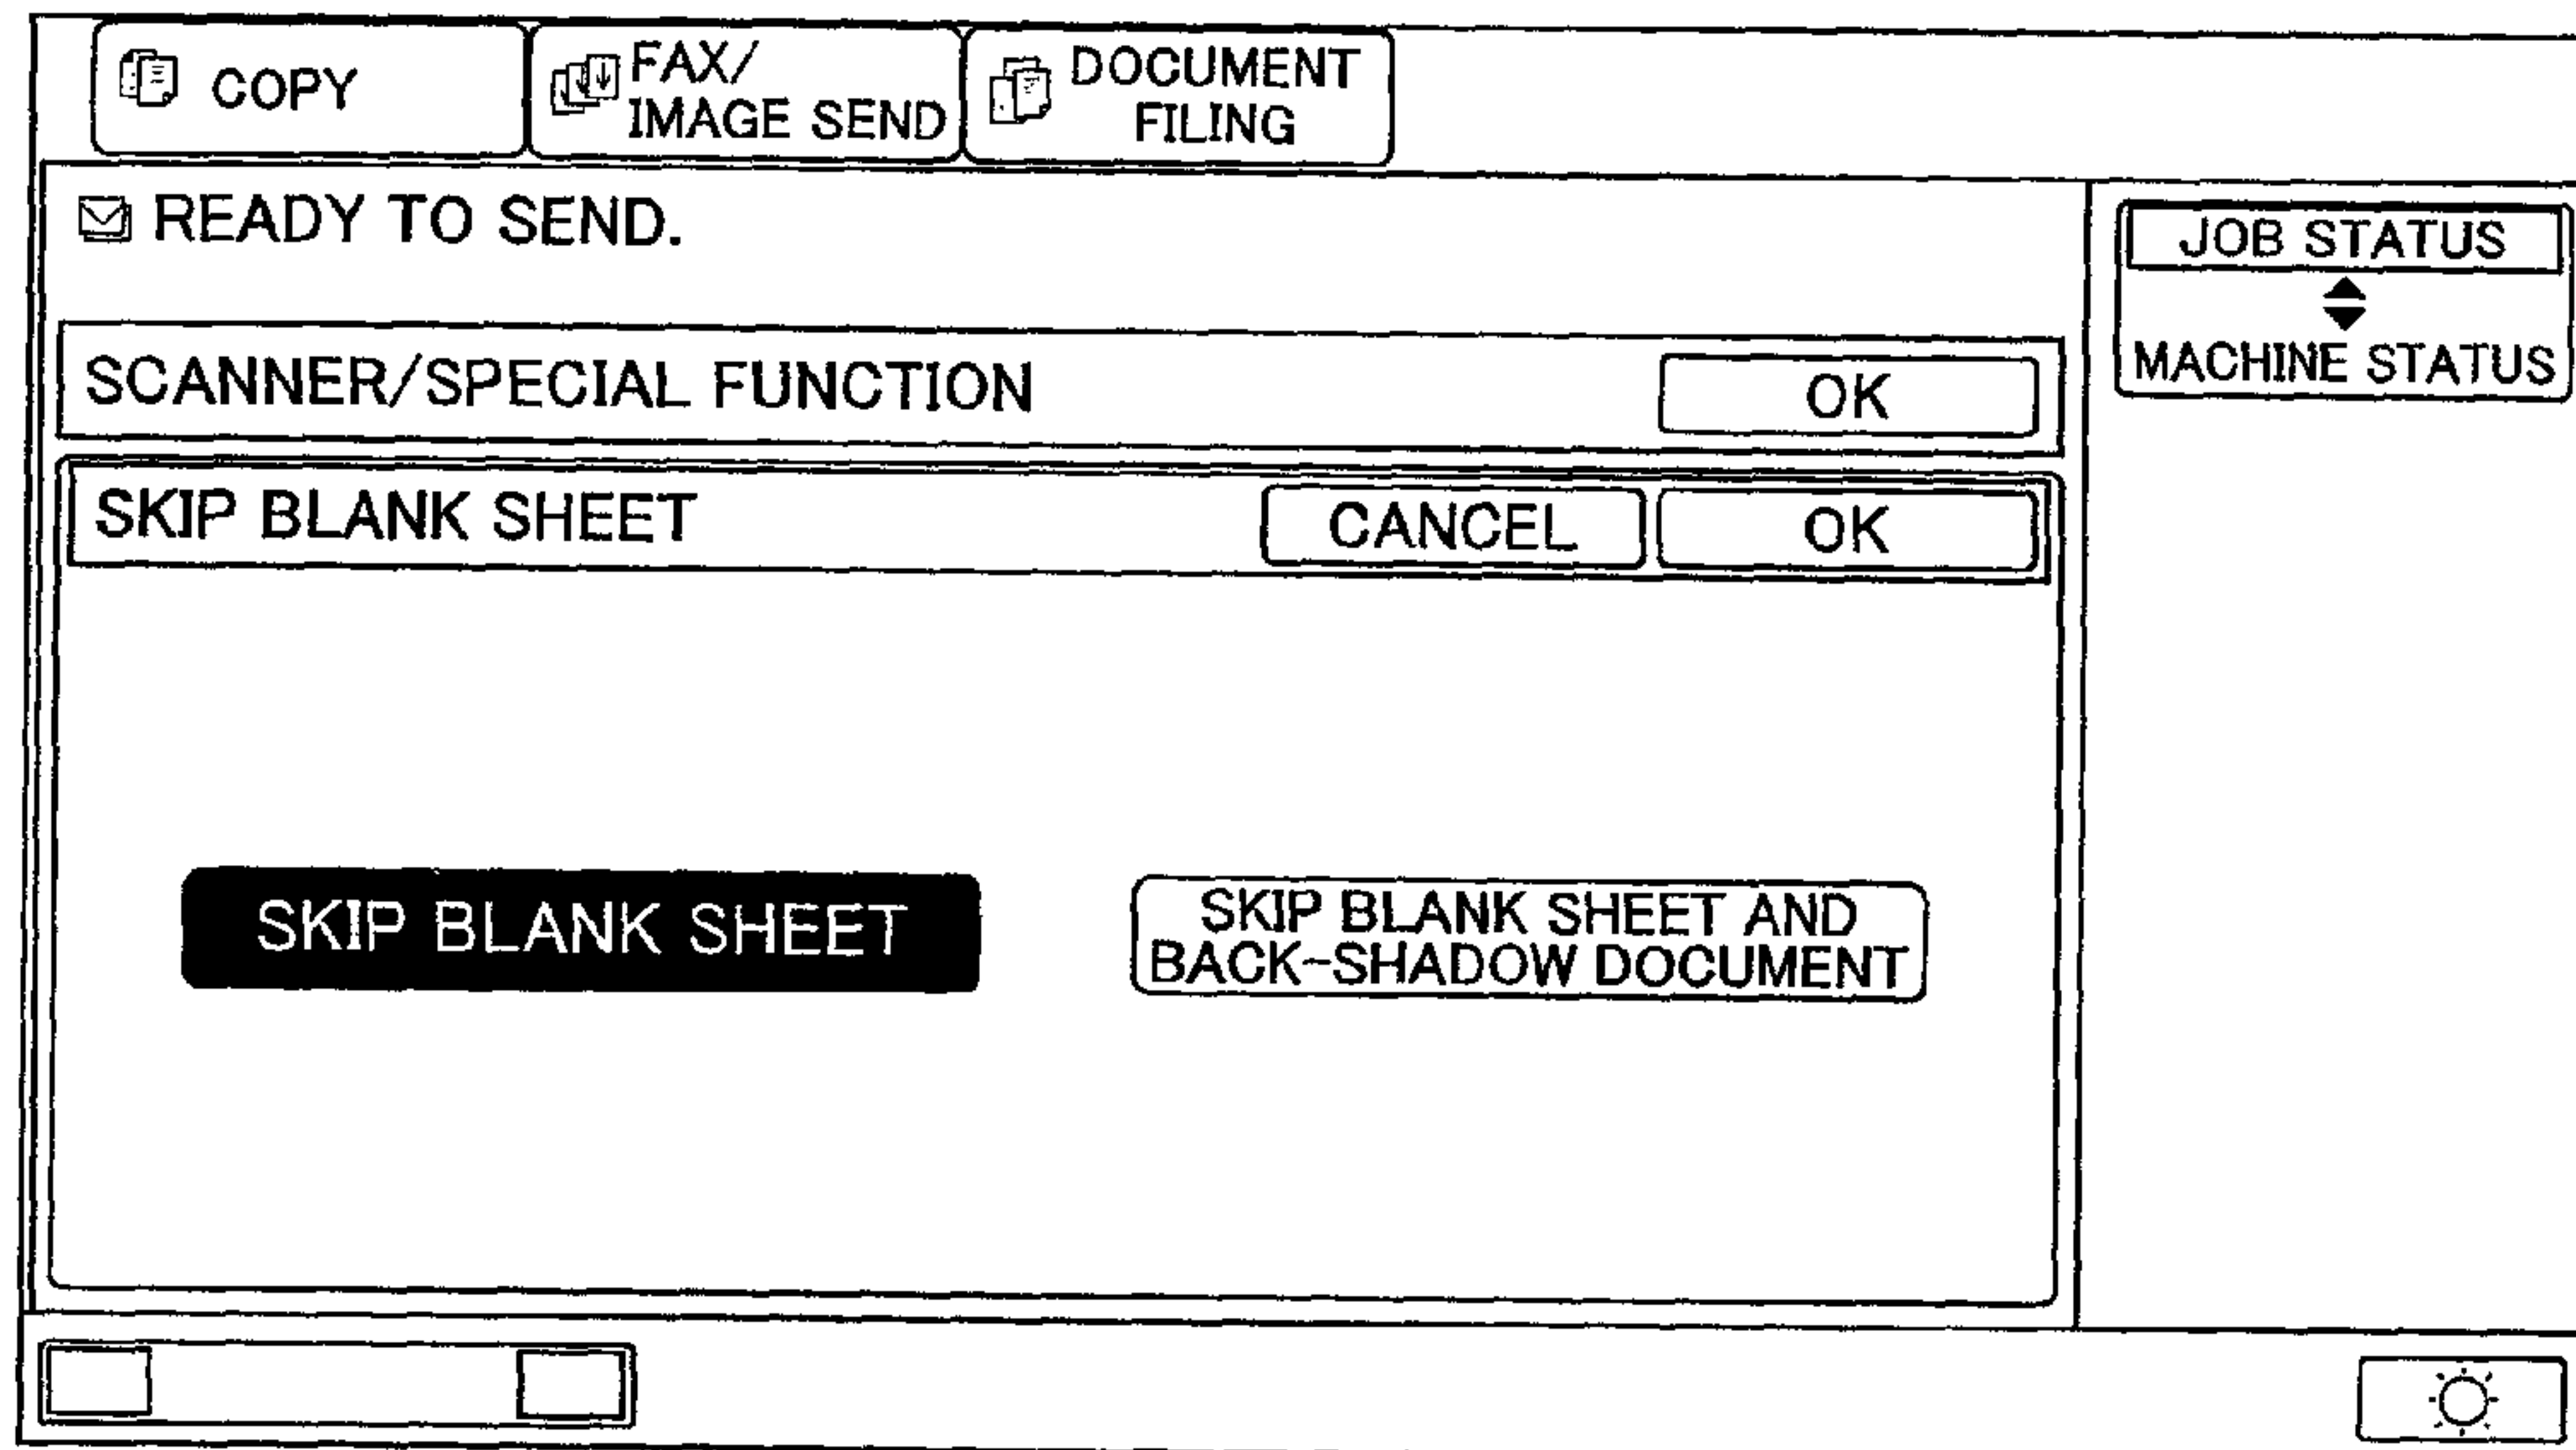 COPY
FAX/
IMAGE SEND
DOCUMENT
FILING
READY TO SEND.
JOB STATUS
MACHINE STATUS
SCANNER/SPECIAL FUNCTION
OK
SKIP BLANK SHEET
CANCEL
OK
SKIP BLANK SHEET
SKIP BLANK SHEET AND
BACK-SHADOW DOCUMENT